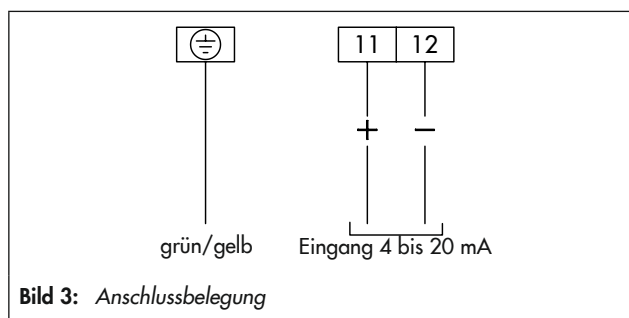 11 12
+ −
grün/gelb Eingang 4 bis 20 mA
Bild 3: Anschlussbelegung